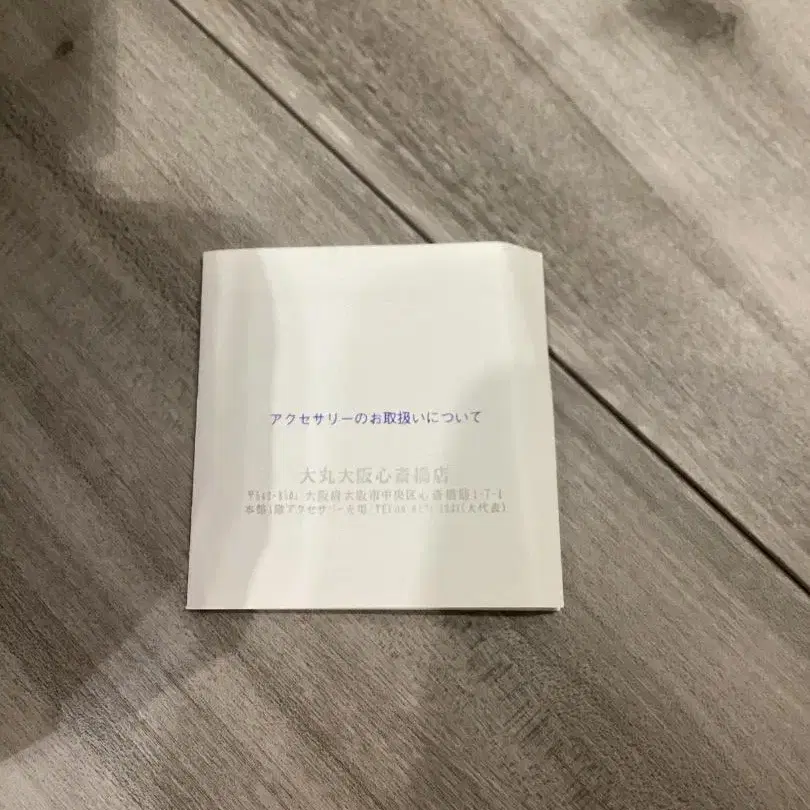 アクセサリーのお取扱いについて
大丸大阪心斎橋店
大阪府大阪市中央区心斎橋筋1-7-1
本館1階アクセサリー売場 (大代表)